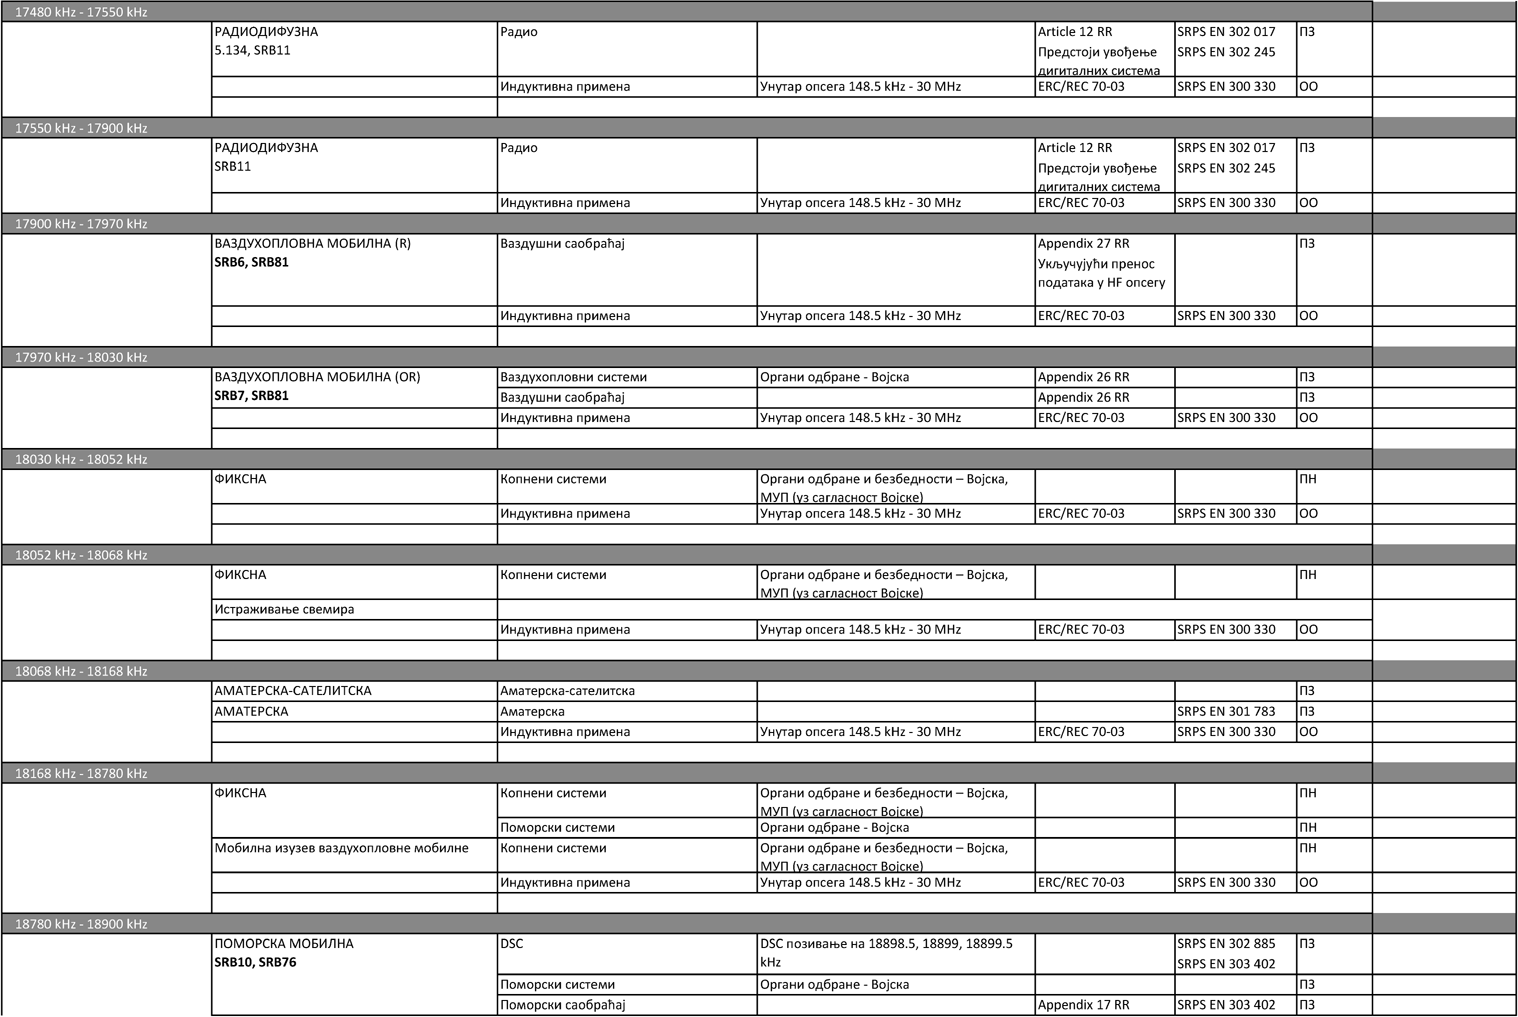 17480 kHz - 17550 kHz
РАДИОДИФУЗНА Радио Article 12 RR SRPS EN 302 017 ПЗ
5.134, SRB11 Предстоји увођење SRPS EN 302 245
дигиталних система
Индуктивна примена Унутар опсега 148.5 kHz - 30 MHz ERC/REC 70-03 SRPS EN 300 330 ОО
17550 kHz - 17900 kHz
РАДИОДИФУЗНА Радио Article 12 RR SRPS EN 302 017 ПЗ
SRB11 Предстоји увођење SRPS EN 302 245
дигиталних система
Индуктивна примена Унутар опсега 148.5 kHz - 30 MHz ERC/REC 70-03 SRPS EN 300 330 ОО
17900 kHz - 17970 kHz
ВАЗДУХОПЛОВНА МОБИЛНА (R) Ваздушни саобраћај Appendix 27 RR ПЗ
SRB6, SRB81 Укључујући пренос
података у HF опсегу
Индуктивна примена Унутар опсега 148.5 kHz - 30 MHz ERC/REC 70-03 SRPS EN 300 330 ОО
17970 kHz - 18030 kHz
ВАЗДУХОПЛОВНА МОБИЛНА (OR) Ваздухопловни системи Органи одбране - Војска Appendix 26 RR ПЗ
SRB7, SRB81 Ваздушни саобраћај Appendix 26 RR ПЗ
Индуктивна примена Унутар опсега 148.5 kHz - 30 MHz ERC/REC 70-03 SRPS EN 300 330 ОО
18030 kHz - 18052 kHz
ФИКСНА Копнени системи Органи одбране и безбедности – Војска, ПН
МУП (уз сагласност Војске)
Индуктивна примена Унутар опсега 148.5 kHz - 30 MHz ERC/REC 70-03 SRPS EN 300 330 ОО
18052 kHz - 18068 kHz
ФИКСНА Копнени системи Органи одбране и безбедности – Војска, ПН
МУП (уз сагласност Војске)
Истраживање свемира
Индуктивна примена Унутар опсега 148.5 kHz - 30 MHz ERC/REC 70-03 SRPS EN 300 330 ОО
18068 kHz - 18168 kHz
АМАТЕРСКА-САТЕЛИТСКА Аматерска-сателитска ПЗ
АМАТЕРСКА Аматерска SRPS EN 301 783 ПЗ
Индуктивна примена Унутар опсега 148.5 kHz - 30 MHz ERC/REC 70-03 SRPS EN 300 330 ОО
18168 kHz - 18780 kHz
ФИКСНА Копнени системи Органи одбране и безбедности – Војска, ПН
МУП (уз сагласност Војске)
Поморски системи Органи одбране - Војска ПН
Мобилна изузев ваздухопловне мобилне Копнени системи Органи одбране и безбедности – Војска, ПН
МУП (уз сагласност Војске)
Индуктивна примена Унутар опсега 148.5 kHz - 30 MHz ERC/REC 70-03 SRPS EN 300 330 ОО
18780 kHz - 18900 kHz
ПОМОРСКА МОБИЛНА DSC DSC позивање на 18898.5, 18899, 18899.5 SRPS EN 302 885 ПЗ
SRB10, SRB76 kHz SRPS EN 303 402
Поморски системи Органи одбране - Војска ПЗ
Поморски саобраћај Appendix 17 RR SRPS EN 303 402 ПЗ